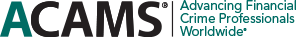 ACAMS®
Advancing Financial
Crime Professionals
Worldwide®